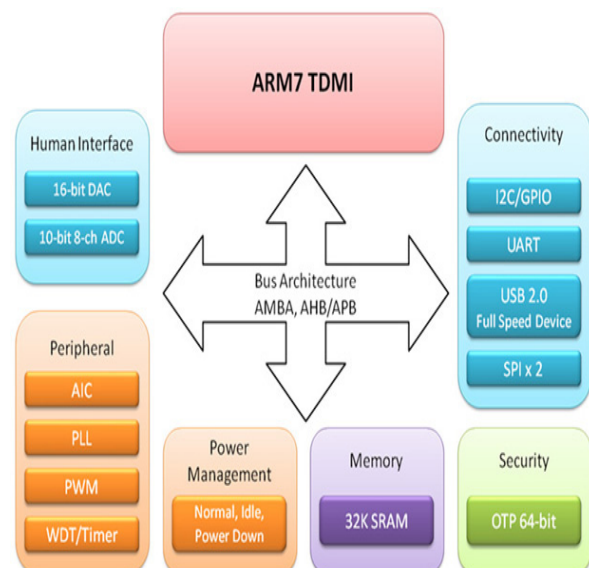 ARM7 TDMI
Human Interface
16-bit DAC
10-bit 8-ch ADC
Connectivity
I2C/GPIO
UART
USB 2.0
Full Speed Device
SPI x 2
Bus Architecture
AMBA, AHB/APB
Peripheral
AIC
PLL
PWM
WDT/Timer
Power
Management
Normal, Idle,
Power Down
Memory
32K SRAM
Security
OTP 64-bit